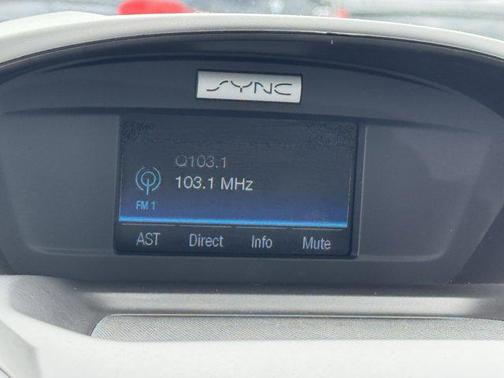 SYNC
Q103.1
103.1 MHz
FM 1
AST Direct Info Mute